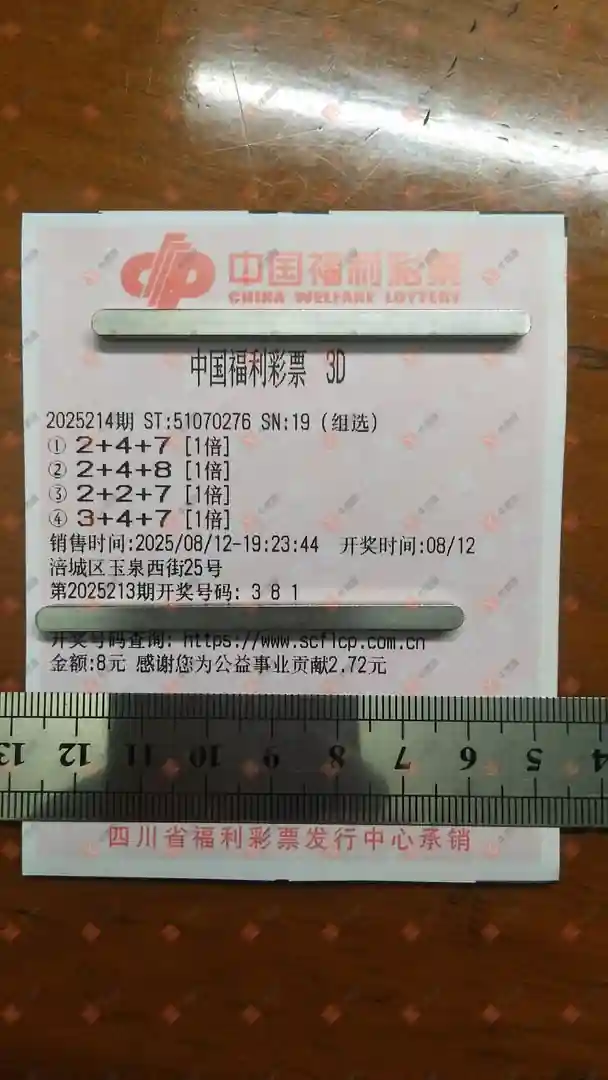 中国福利彩票
CHINA WELFARE LOTTERY
中国福利彩票 3D
2025214期 ST:51070276 SN:19 (组选)
① 2+4+7 [1倍]
② 2+4+8 [1倍]
③ 2+2+7 [1倍]
④ 3+4+7 [1倍]
销售时间:2025/08/12-19:23:44 开奖时间:08/12
涪城区玉泉西街25号
第2025213期开奖号码: 3 8 1
开奖号码查询: https://www.scflcp.com.cn
金额:8元 感谢您为公益事业贡献2.72元
13 12 11 10 9 8 7 6 5 4
四川省福利彩票发行中心承销